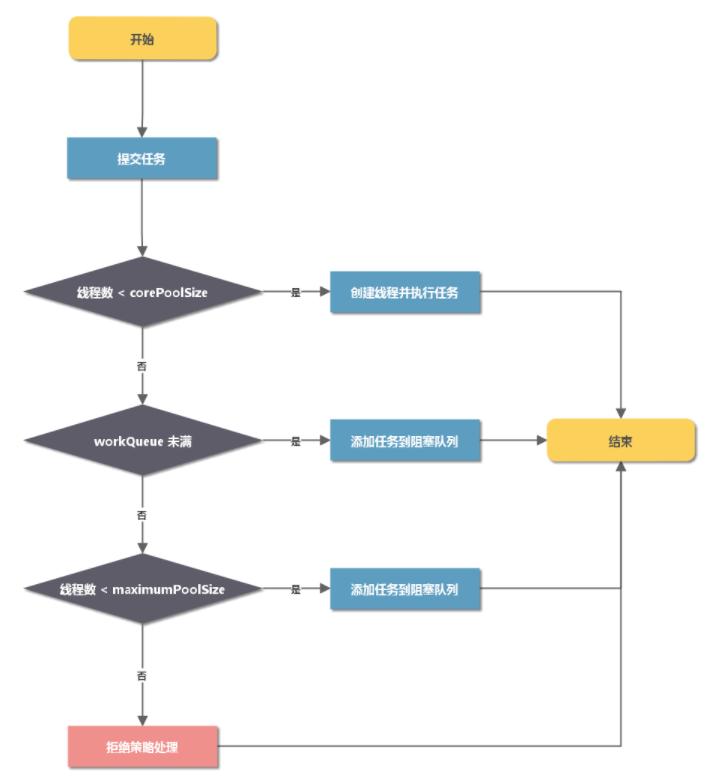 开始
提交任务
线程数 < corePoolSize
是
创建线程并执行任务
否
workQueue 未满
是
添加任务到阻塞队列
结束
否
线程数 < maximumPoolSize
是
添加任务到阻塞队列
否
拒绝策略处理